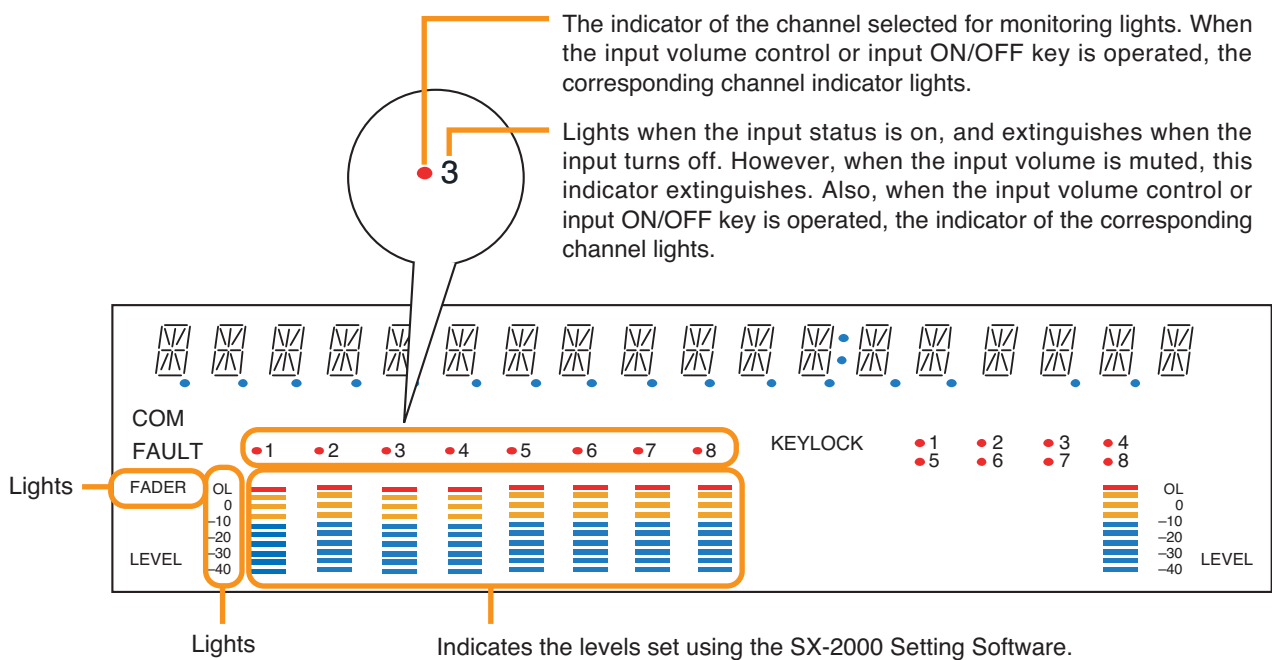 The indicator of the channel selected for monitoring lights. When
the input volume control or input ON/OFF key is operated, the
corresponding channel indicator lights.
Lights when the input status is on, and extinguishes when the
input turns off. However, when the input volume is muted, this
indicator extinguishes. Also, when the input volume control or
input ON/OFF key is operated, the indicator of the corresponding
channel lights.
3
COM
FAULT
1 2 3 4 5 6 7 8
KEYLOCK
1 2 3 4
5 6 7 8
Lights
FADER
OL
0
–10
–20
–30
–40
LEVEL
OL
0
–10
–20
–30
–40
LEVEL
Lights
Indicates the levels set using the SX-2000 Setting Software.